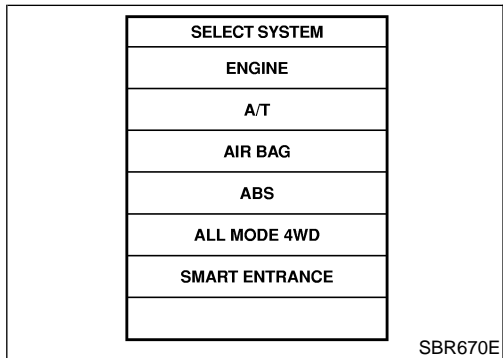 SELECT SYSTEM
ENGINE
A/T
AIR BAG
ABS
ALL MODE 4WD
SMART ENTRANCE
SBR670E